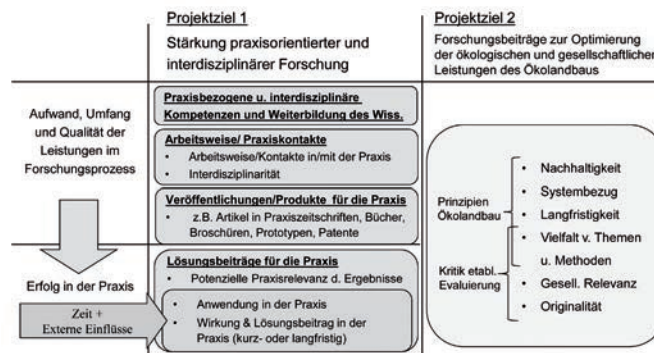 Projektziel 1
Stärkung praxisorientierter und
interdisziplinärer Forschung
Projektziel 2
Forschungsbeiträge zur Optimierung
der ökologischen und gesellschaftlichen
Leistungen des Ökolandbaus
Aufwand, Umfang
und Qualität der
Leistungen im
Forschungsprozess
Praxisbezogene u. interdisziplinäre
Kompetenzen und Weiterbildung des Wiss.
Arbeitsweise/ Praxiskontakte
• Arbeitsweise/Kontakte in/mit der Praxis
• Interdisziplinarität
Veröffentlichungen/Produkte für die Praxis
• z.B. Artikel in Praxiszeitschriften, Bücher,
Broschüren, Prototypen, Patente
Erfolg in der Praxis
Zeit +
Externe Einflüsse
Lösungsbeiträge für die Praxis
• Potenzielle Praxisrelevanz d. Ergebnisse
• Anwendung in der Praxis
• Wirkung & Lösungsbeitrag in der
Praxis (kurz- oder langfristig)
Prinzipien
Ökolandbau
Kritik etabl.
Evaluierung
• Nachhaltigkeit
• Systembezug
• Langfristigkeit
• Vielfalt v. Themen
u. Methoden
• Gesell. Relevanz
• Originalität